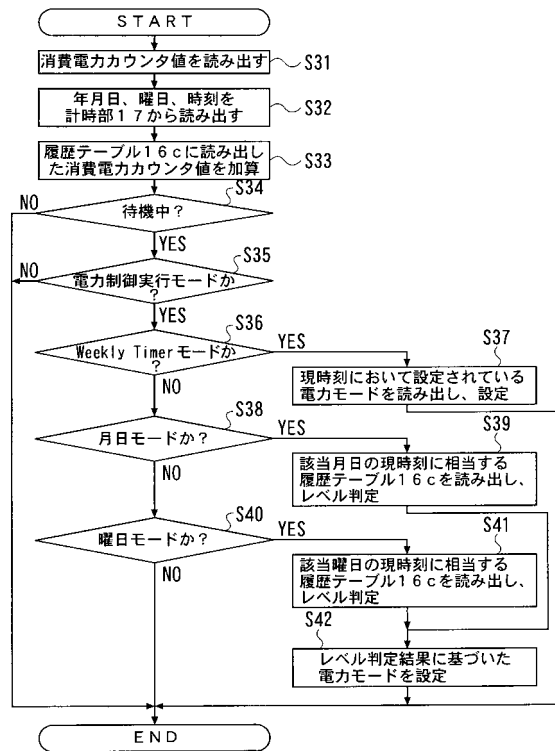 START
消費電力カウンタ値を読み出す
S31
年月日、曜日、時刻を
計時部17から読み出す
S32
履歴テーブル16cに読み出し
た消費電力カウンタ値を加算
S33
待機中?
S34
NO
YES
電力制御実行モードか
?
S35
NO
YES
Weekly Timerモードか
?
S36
YES
NO
現時刻において設定されている
電力モードを読み出し、設定
S37
月日モードか?
S38
YES
NO
該当月日の現時刻に相当する
履歴テーブル16cを読み出し、
レベル判定
S39
曜日モードか?
S40
YES
NO
該当曜日の現時刻に相当する
履歴テーブル16cを読み出し、
レベル判定
S41
レベル判定結果に基づいた
電力モードを設定
S42
END